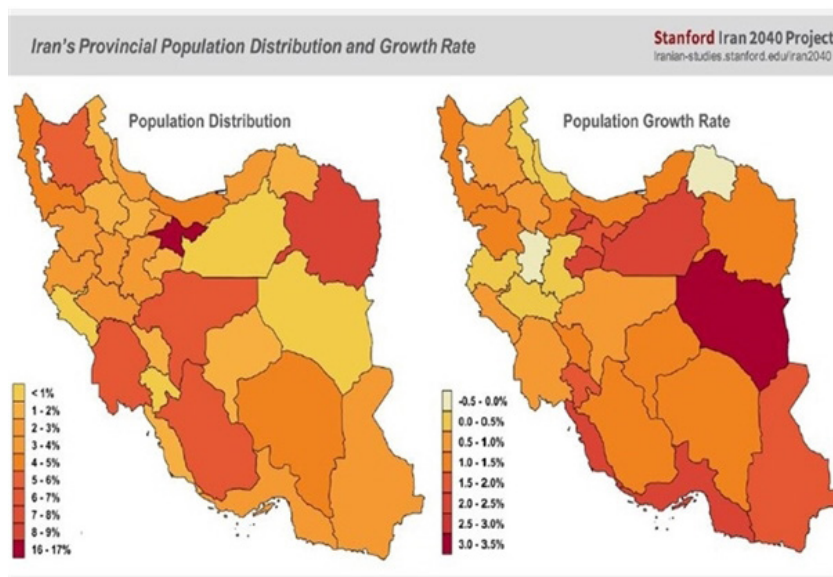 Iran's Provincial Population Distribution and Growth Rate
Stanford Iran 2040 Project
iranian-studies.stanford.edu/iran2040
Population Distribution
Population Growth Rate
< 1%
1 - 2%
2 - 3%
3 - 4%
4 - 5%
5 - 6%
6 - 7%
7 - 8%
8 - 9%
16 - 17%
-0.5 - 0.0%
0.0 - 0.5%
0.5 - 1.0%
1.0 - 1.5%
1.5 - 2.0%
2.0 - 2.5%
2.5 - 3.0%
3.0 - 3.5%